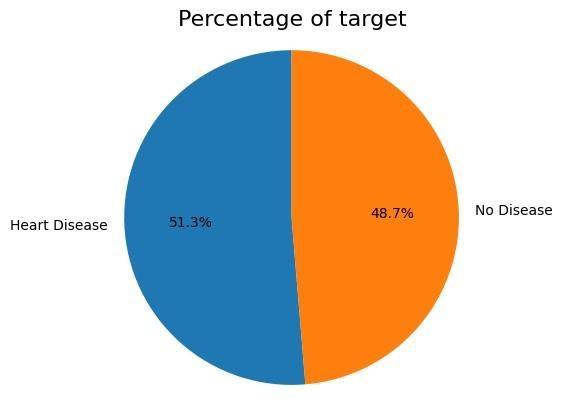 Percentage of target
Heart Disease
51.3%
48.7%
No Disease